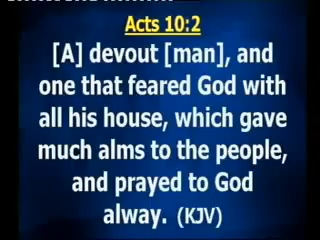 Acts 10:2
[A] devout [man], and
one that feared God with
all his house, which gave
much alms to the people,
and prayed to God
alway. (KJV)